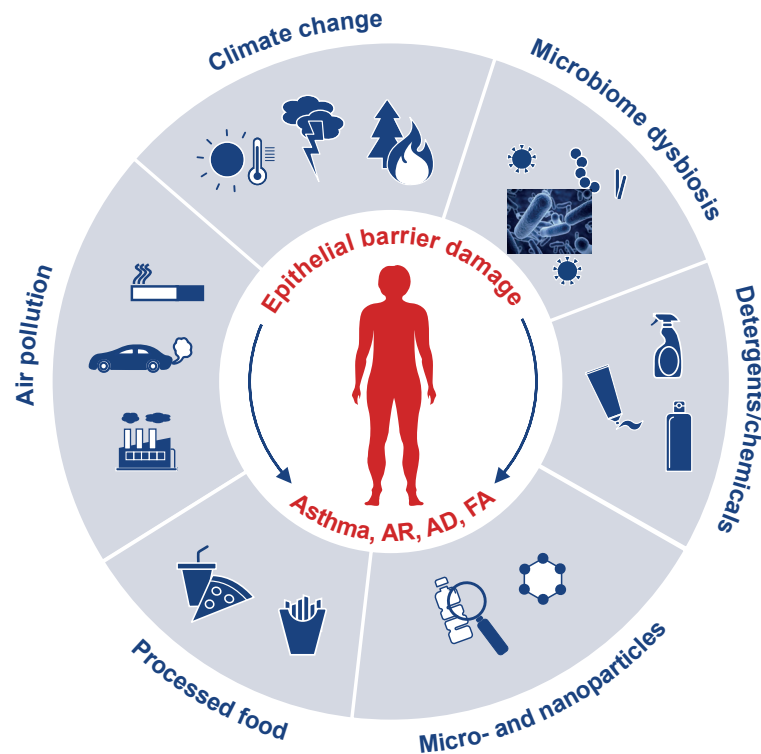 Climate change
Microbiome dysbiosis
Detergents/chemicals
Micro- and nanoparticles
Processed food
Air pollution
Epithelial barrier damage
Asthma, AR, AD, FA